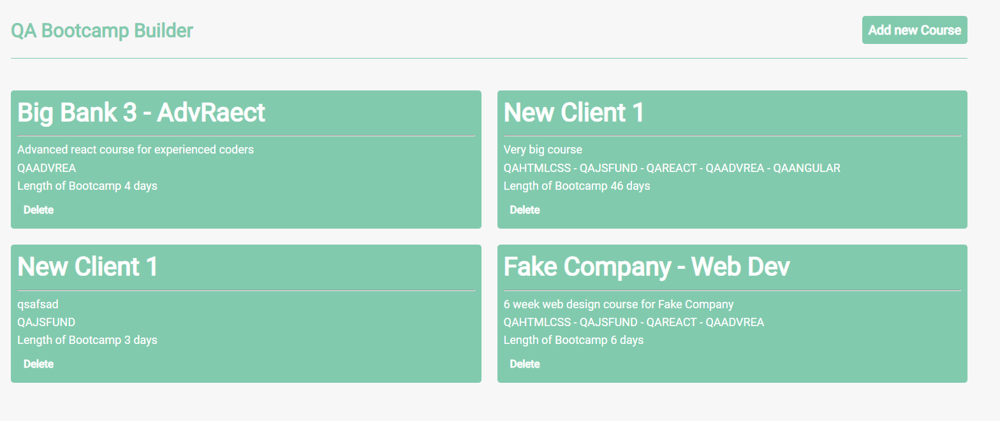 QA Bootcamp Builder
Add new Course
Big Bank 3 - AdvRaect
Advanced react course for experienced coders
QAADVREA
Length of Bootcamp 4 days
Delete
New Client 1
Very big course
QAHTMLCSS - QAJSFUND - QAREACT - QAADVREA - QAANGULAR
Length of Bootcamp 46 days
Delete
New Client 1
qsafsad
QAJSFUND
Length of Bootcamp 3 days
Delete
Fake Company - Web Dev
6 week web design course for Fake Company
QAHTMLCSS - QAJSFUND - QAREACT - QAADVREA
Length of Bootcamp 6 days
Delete